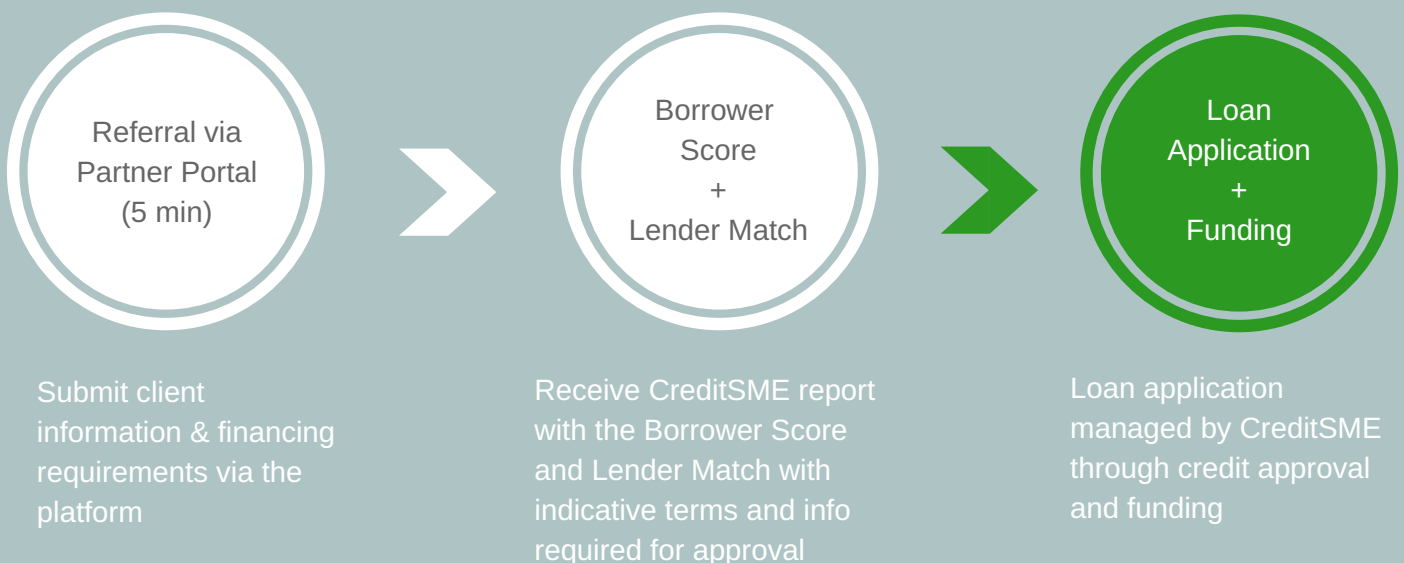 Referral via
Partner Portal
(5 min)
Borrower
Score
+
Lender Match
Loan
Application
+
Funding
Submit client
information & financing
requirements via the
platform
Receive CreditSME report
with the Borrower Score
and Lender Match with
indicative terms and info
required for approval
Loan application
managed by CreditSME
through credit approval
and funding